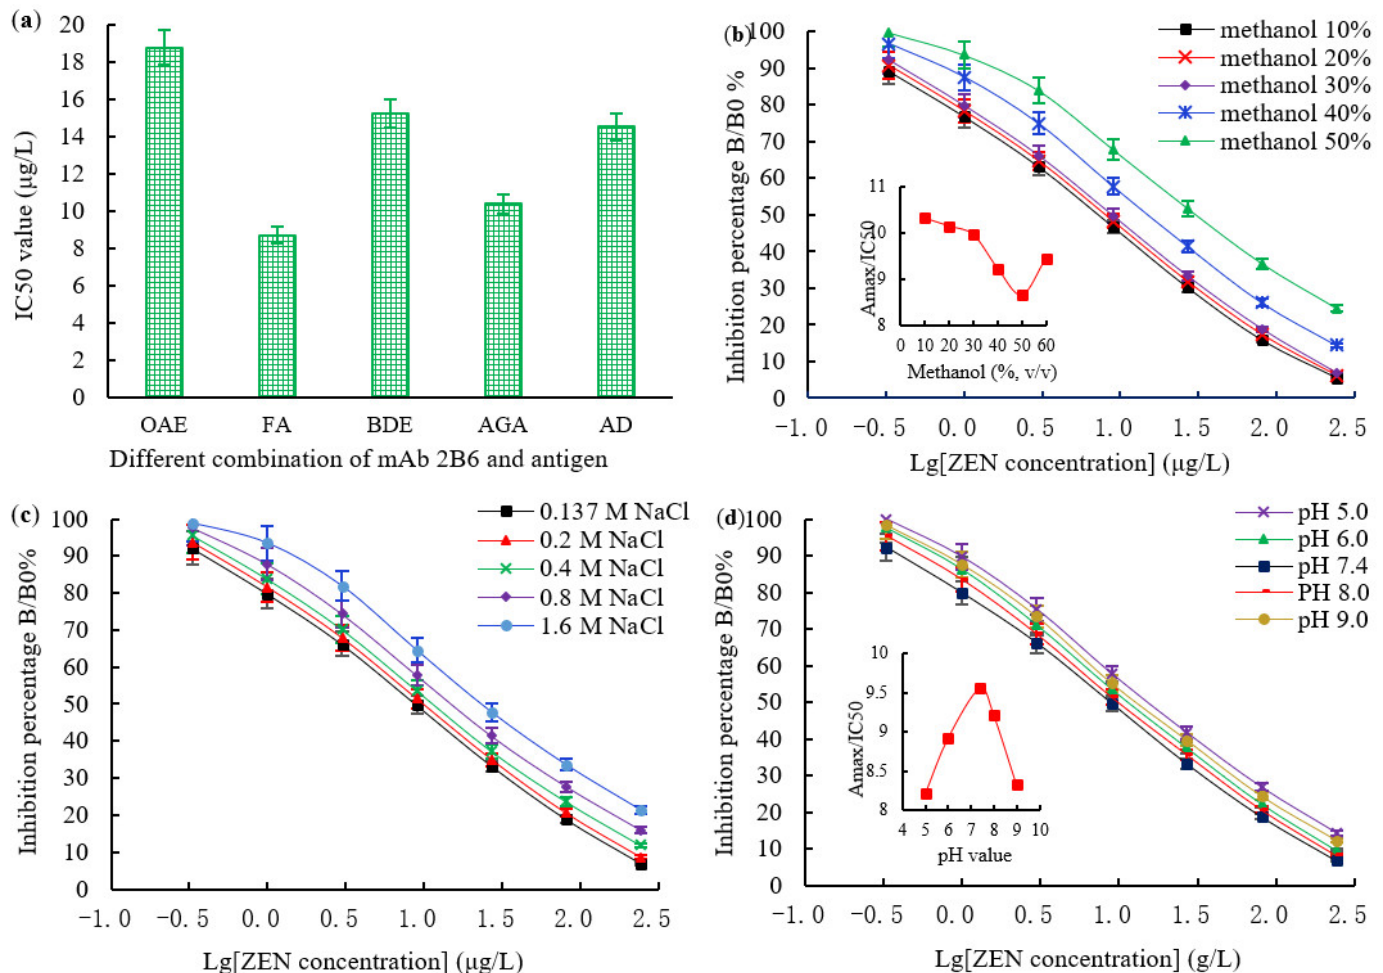 (a)
IC50 value (μg/L)
20
18
16
14
12
10
8
6
4
2
0
OAE FA BDE AGA AD
Different combination of mAb 2B6 and antigen
(b)
Inhibition percentage B/B0 %
100
90
80
70
60
50
40
30
20
10
0
-1.0 -0.5 0.0 0.5 1.0 1.5 2.0 2.5
Lg[ZEN concentration] (μg/L)
methanol 10%
methanol 20%
methanol 30%
methanol 40%
methanol 50%
Amax/IC50
11
10
9
8
0 10 20 30 40 50 60
Methanol (%, v/v)
(c)
Inhibition percentage B/B0%
100
90
80
70
60
50
40
30
20
10
0
-1.0 -0.5 0.0 0.5 1.0 1.5 2.0 2.5
Lg[ZEN concentration] (μg/L)
0.137 M NaCl
0.2 M NaCl
0.4 M NaCl
0.8 M NaCl
1.6 M NaCl
(d)
Inhibition percentage B/B0%
100
90
80
70
60
50
40
30
20
10
0
-1.0 -0.5 0.0 0.5 1.0 1.5 2.0 2.5
Lg[ZEN concentration] (g/L)
pH 5.0
pH 6.0
pH 7.4
PH 8.0
pH 9.0
Amax/IC50
10
9.5
9
8.5
8
4 5 6 7 8 9 10
pH value